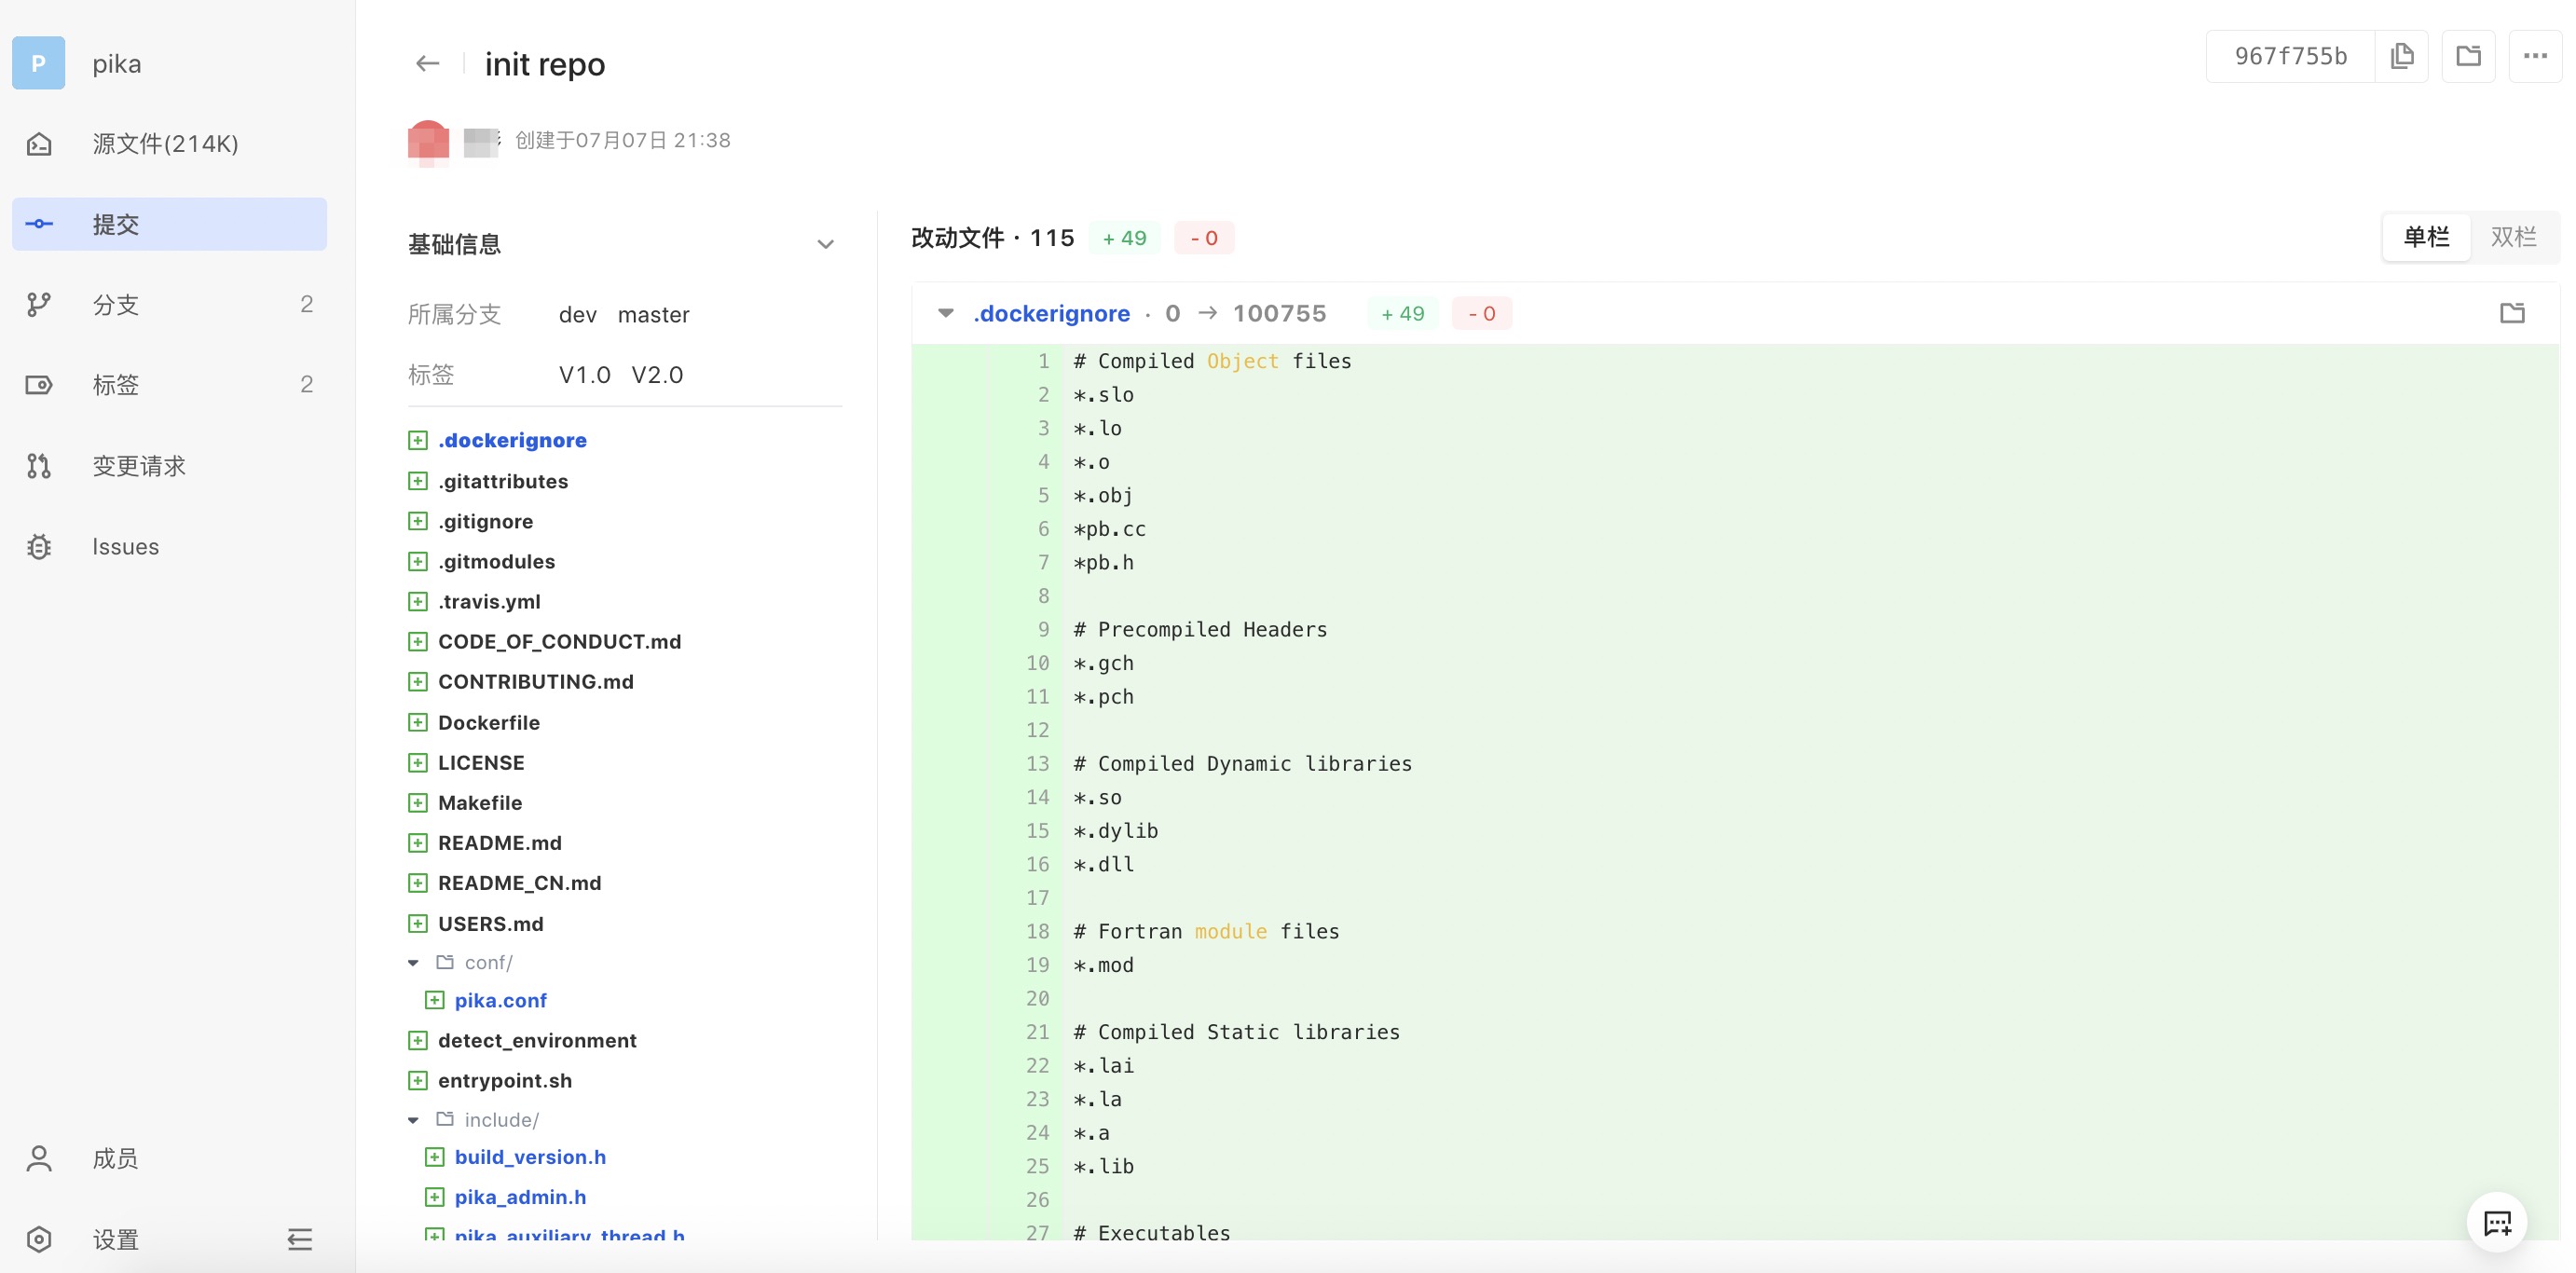 P pika
源文件(214K)
提交
分支 2
标签 2
变更请求
Issues
成员
设置
init repo
967f755b
创建于07月07日 21:38
基础信息
所属分支 dev master
标签 V1.0 V2.0
.dockerignore
.gitattributes
.gitignore
.gitmodules
.travis.yml
CODE_OF_CONDUCT.md
CONTRIBUTING.md
Dockerfile
LICENSE
Makefile
README.md
README_CN.md
USERS.md
conf/
pika.conf
detect_environment
entrypoint.sh
include/
build_version.h
pika_admin.h
pika_auxiliary_thread.h
改动文件 · 115 + 49 - 0
单栏 双栏
.dockerignore · 0 → 100755 + 49 - 0
1 # Compiled Object files
2 *.slo
3 *.lo
4 *.o
5 *.obj
6 *pb.cc
7 *pb.h
8
9 # Precompiled Headers
10 *.gch
11 *.pch
12
13 # Compiled Dynamic libraries
14 *.so
15 *.dylib
16 *.dll
17
18 # Fortran module files
19 *.mod
20
21 # Compiled Static libraries
22 *.lai
23 *.la
24 *.a
25 *.lib
26
27 # Executables